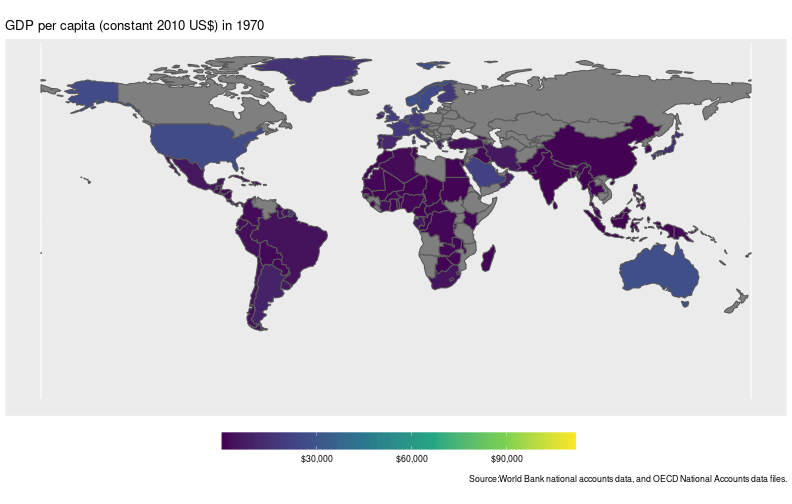 GDP per capita (constant 2010 US$) in 1970
$30,000 $60,000 $90,000
Source:World Bank national accounts data, and OECD National Accounts data files.